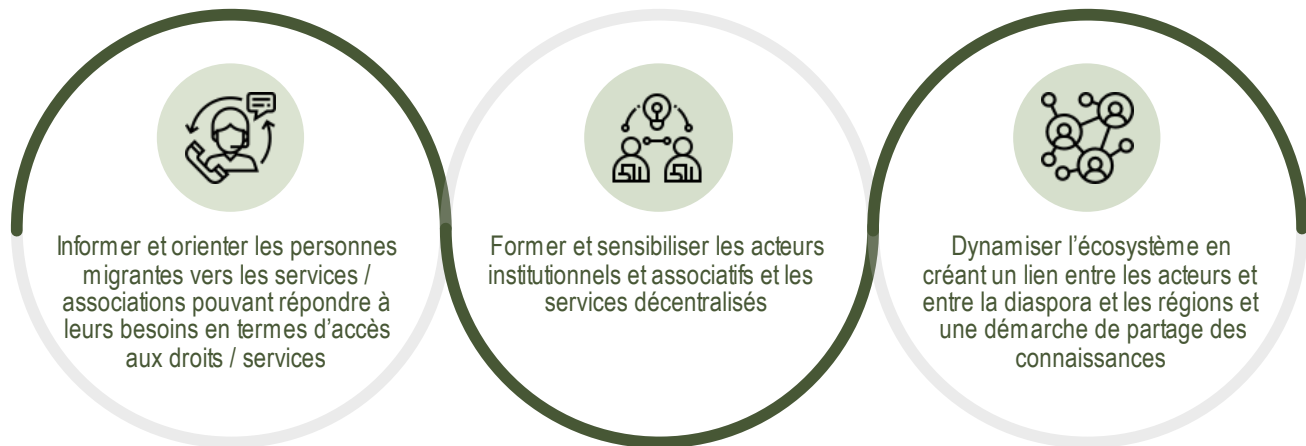 Informer et orienter les personnes
migrantes vers les services /
associations pouvant répondre à
leurs besoins en termes d’accès
aux droits / services
Former et sensibiliser les acteurs
institutionnels et associatifs et les
services décentralisés
Dynamiser l’écosystème en
créant un lien entre les acteurs et
entre la diaspora et les régions et
une démarche de partage des
connaissances